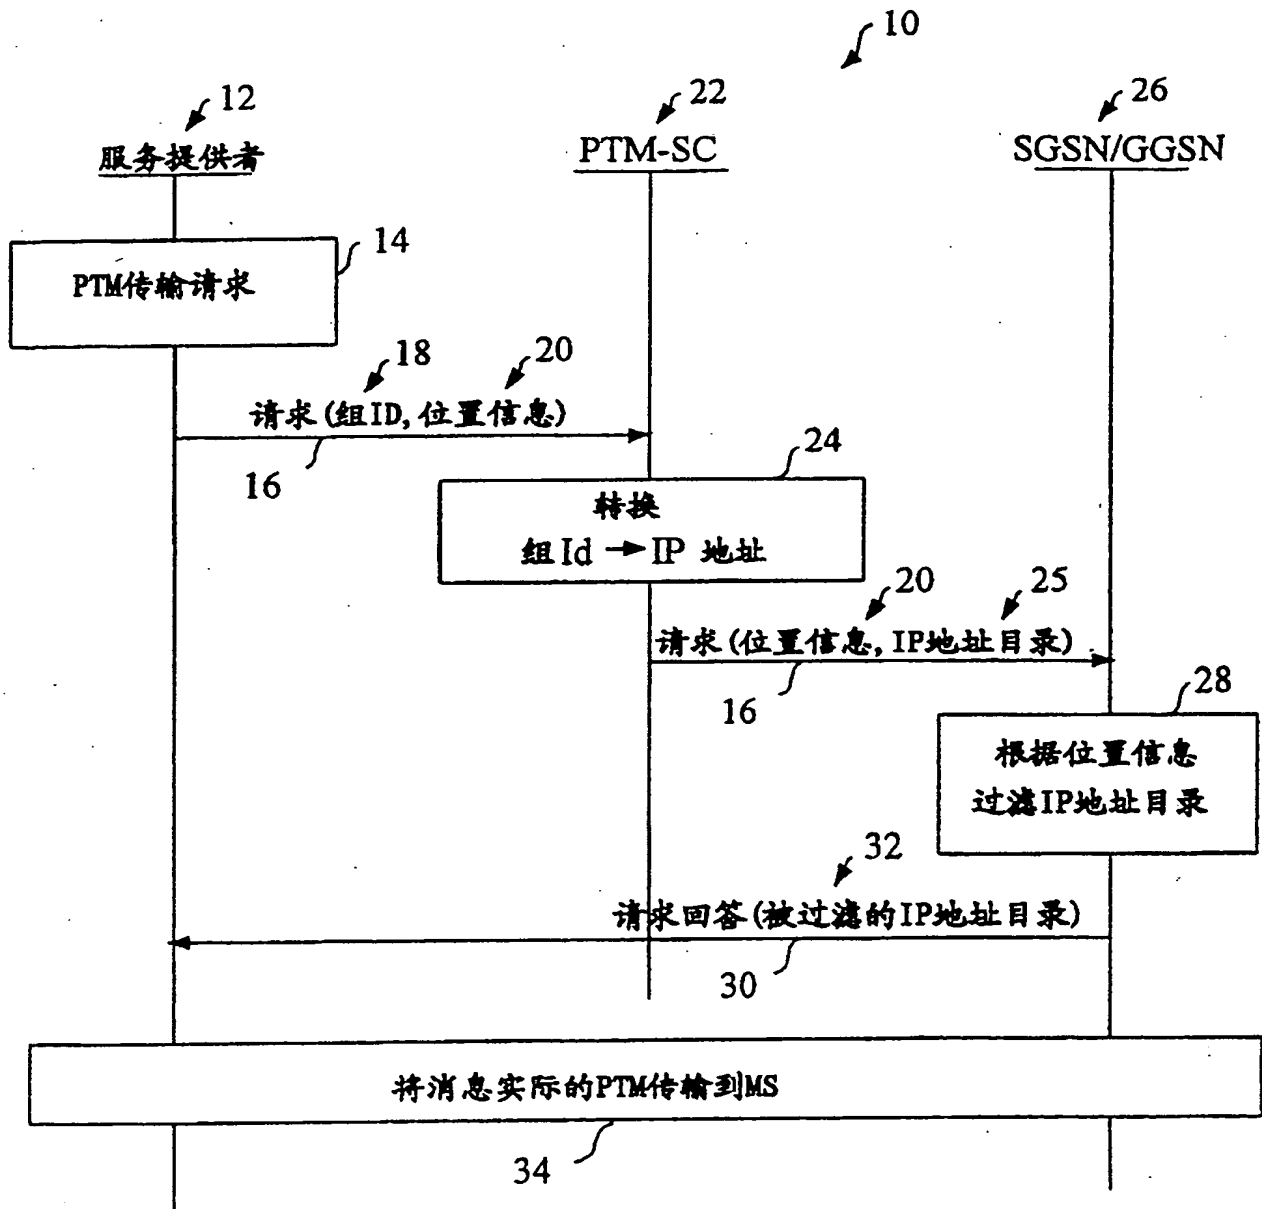 10
12
22
26
服务提供者
PTM-SC
SGSN/GGSN
14
PTM传输请求
18
20
请求(组ID,位置信息)
16
24
转换
组Id → IP 地址
20
25
请求(位置信息,IP地址目录)
16
28
根据位置信息
过滤IP地址目录
32
请求回答(被过滤的IP地址目录)
30
将消息实际的PTM传输到MS
34